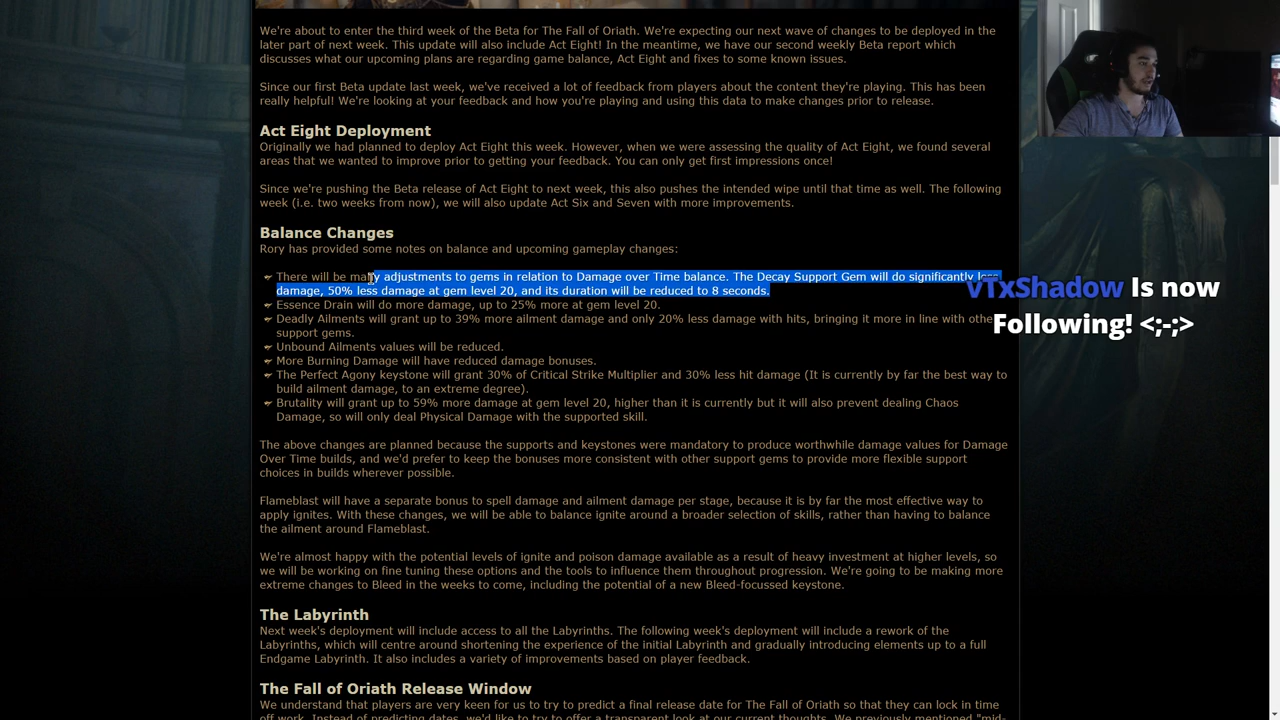 We're about to enter the third week of the Beta for The Fall of Oriath. We're expecting our next wave of changes to be deployed in the
later part of next week. This update will also include Act Eight! In the meantime, we have our second weekly Beta report which
discusses what our upcoming plans are regarding game balance, Act Eight and fixes to some known issues.
Since our first Beta update last week, we've received a lot of feedback from players about the content they're playing. This has been
really helpful! We're looking at your feedback and how you're playing and using this data to make changes prior to release.
Act Eight Deployment
Originally we had planned to deploy Act Eight this week. However, when we were assessing the quality of Act Eight, we found several
areas that we wanted to improve prior to getting your feedback. You can only get first impressions once!
Since we're pushing the Beta release of Act Eight to next week, this also pushes the intended wipe until that time as well. The following
week (i.e. two weeks from now), we will also update Act Six and Seven with more improvements.
Balance Changes
Rory has provided some notes on balance and upcoming gameplay changes:
There will be many adjustments to gems in relation to Damage over Time balance. The Decay Support Gem will do significantly less
damage, 50% less damage at gem level 20, and its duration will be reduced to 8 seconds.
Essence Drain will do more damage, up to 25% more at gem level 20.
Deadly Ailments will grant up to 39% more ailment damage and only 20% less damage with hits, bringing it more in line with other
support gems.
Unbound Ailments values will be reduced.
More Burning Damage will have reduced damage bonuses.
The Perfect Agony keystone will grant 30% of Critical Strike Multiplier and 30% less hit damage (It is currently by far the best way to
build ailment damage, to an extreme degree).
Brutality will grant up to 59% more damage at gem level 20, higher than it is currently but it will also prevent dealing Chaos
Damage, so will only deal Physical Damage with the supported skill.
The above changes are planned because the supports and keystones were mandatory to produce worthwhile damage values for Damage
Over Time builds, and we'd prefer to keep the bonuses more consistent with other support gems to provide more flexible support
choices in builds wherever possible.
Flameblast will have a separate bonus to spell damage and ailment damage per stage, because it is by far the most effective way to
apply ignites. With these changes, we will be able to balance ignite around a broader selection of skills, rather than having to balance
the ailment around Flameblast.
We're almost happy with the potential levels of ignite and poison damage available as a result of heavy investment at higher levels, so
we will be working on fine tuning these options and the tools to influence them throughout progression. We're going to be making more
extreme changes to Bleed in the weeks to come, including the potential of a new Bleed-focussed keystone.
The Labyrinth
Next week's deployment will include access to all the Labyrinths. The following week's deployment will include a rework of the
Labyrinths, which will centre around shortening the experience of the initial Labyrinth and gradually introducing elements up to a full
Endgame Labyrinth. It also includes a variety of improvements based on player feedback.
The Fall of Oriath Release Window
We understand that players are very keen for us to try to predict a final release date for The Fall of Oriath so that they can lock in time
off work. Instead of predicting dates, we'd like to try to offer a transparent look at our current thoughts. We previously mentioned "mid-
vTxShadow Is now
Following! <;-;>